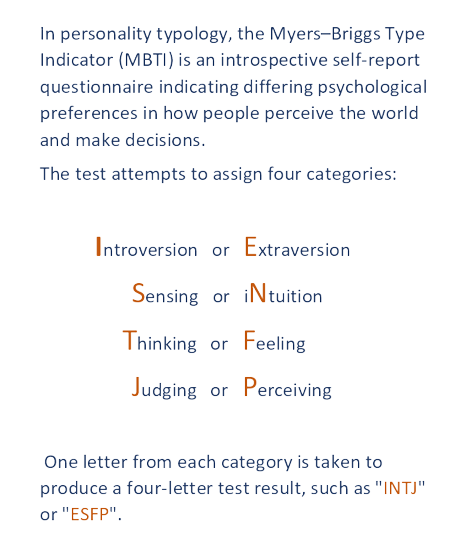 In personality typology, the Myers–Briggs Type
Indicator (MBTI) is an introspective self-report
questionnaire indicating differing psychological
preferences in how people perceive the world
and make decisions.
The test attempts to assign four categories:
Introversion or Extraversion
Sensing or iNtuition
Thinking or Feeling
Judging or Perceiving
One letter from each category is taken to
produce a four-letter test result, such as "INTJ"
or "ESFP".